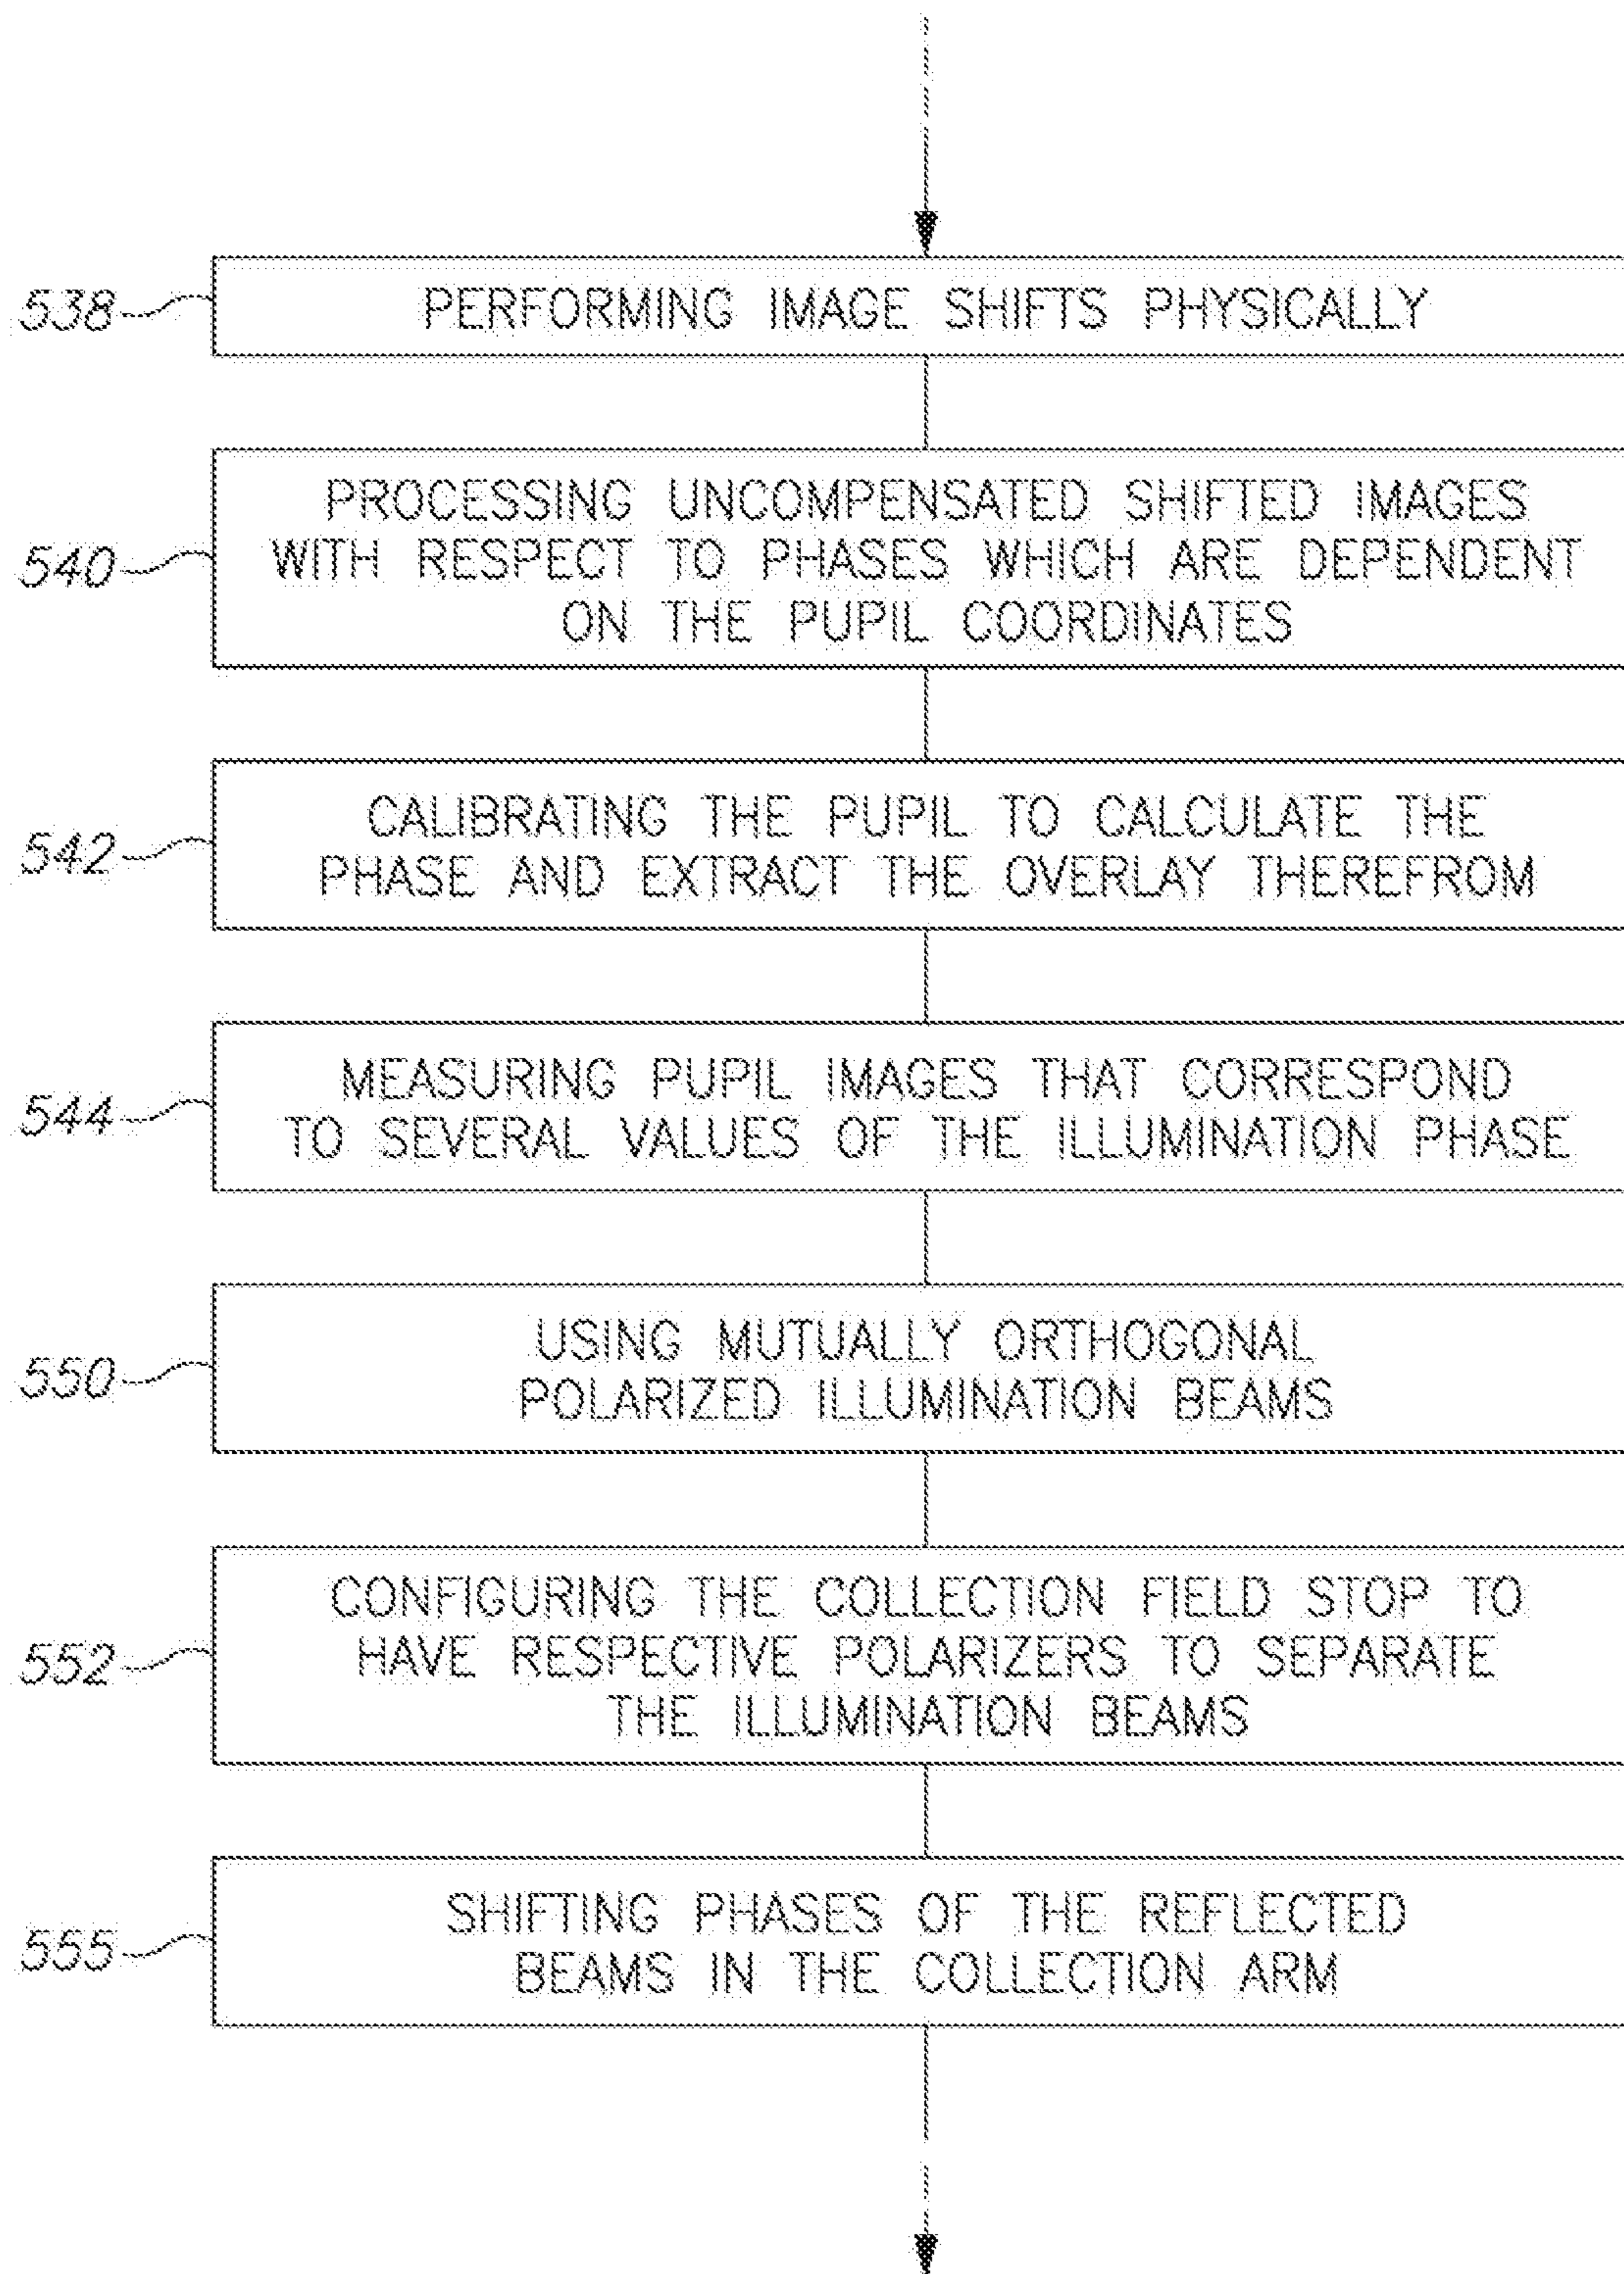 538
PERFORMING IMAGE SHIFTS PHYSICALLY
540
PROCESSING UNCOMPENSATED SHIFTED IMAGES
WITH RESPECT TO PHASES WHICH ARE DEPENDENT
ON THE PUPIL COORDINATES
542
CALIBRATING THE PUPIL TO CALCULATE THE
PHASE AND EXTRACT THE OVERLAY THEREFROM
544
MEASURING PUPIL IMAGES THAT CORRESPOND
TO SEVERAL VALUES OF THE ILLUMINATION PHASE
550
USING MUTUALLY ORTHOGONAL
POLARIZED ILLUMINATION BEAMS
552
CONFIGURING THE COLLECTION FIELD STOP TO
HAVE RESPECTIVE POLARIZERS TO SEPARATE
THE ILLUMINATION BEAMS
555
SHIFTING PHASES OF THE REFLECTED
BEAMS IN THE COLLECTION ARM